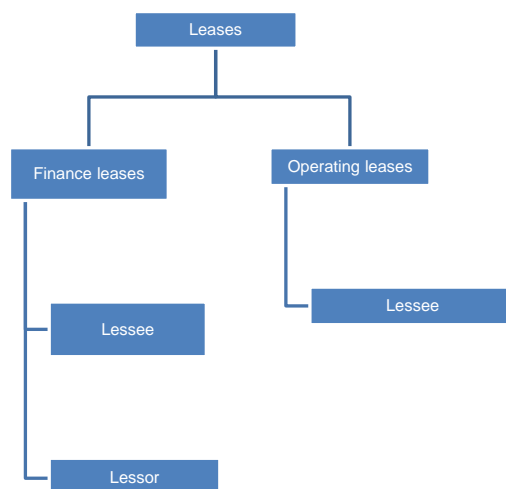 Leases
Finance leases
Operating leases
Lessee
Lessee
Lessor